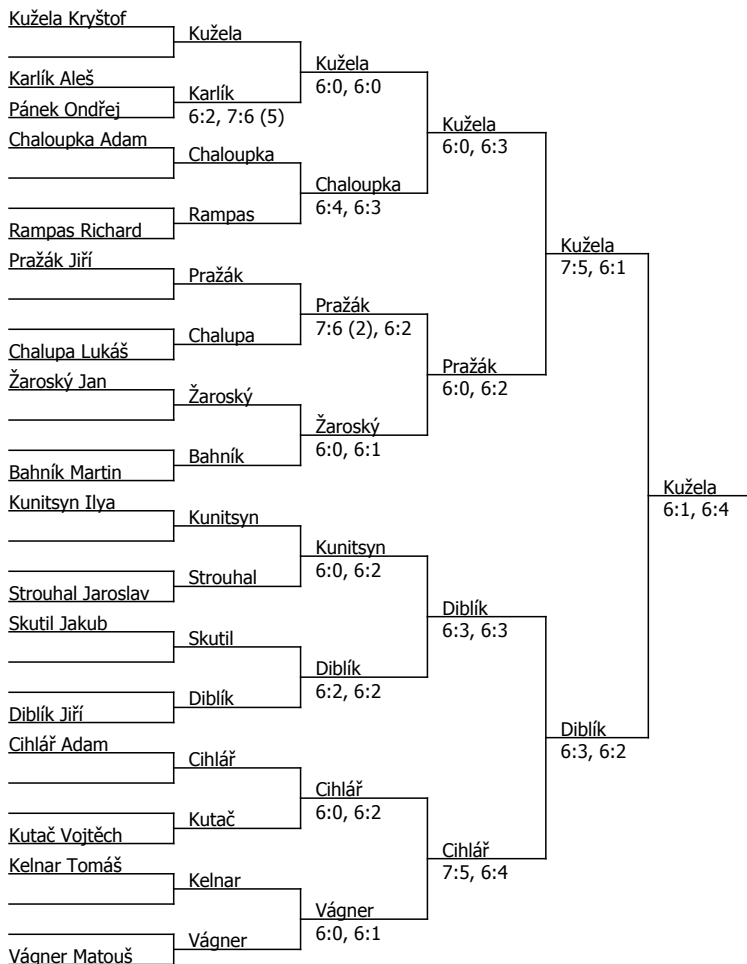 Kužela Kryštof
Karlík Aleš
Pánek Ondřej
Chaloupka Adam
Rampas Richard
Pražák Jiří
Chalupa Lukáš
Žaroský Jan
Bahník Martin
Kunitsyn Ilya
Strouhal Jaroslav
Skutil Jakub
Diblík Jiří
Cihlář Adam
Kutač Vojtěch
Kelnar Tomáš
Vágner Matouš
Kužela
Karlík
6:2, 7:6 (5)
Chaloupka
Rampas
Pražák
Chalupa
Žaroský
Bahník
Kunitsyn
Strouhal
Skutil
Diblík
Cihlář
Kutač
Kelnar
Vágner
Kužela
6:0, 6:0
Chaloupka
6:4, 6:3
Pražák
7:6 (2), 6:2
Žaroský
6:0, 6:1
Kunitsyn
6:0, 6:2
Diblík
6:2, 6:2
Cihlář
6:0, 6:2
Vágner
6:0, 6:1
Kužela
6:0, 6:3
Pražák
6:0, 6:2
Diblík
6:3, 6:3
Cihlář
7:5, 6:4
Kužela
7:5, 6:1
Diblík
6:3, 6:2
Kužela
6:1, 6:4